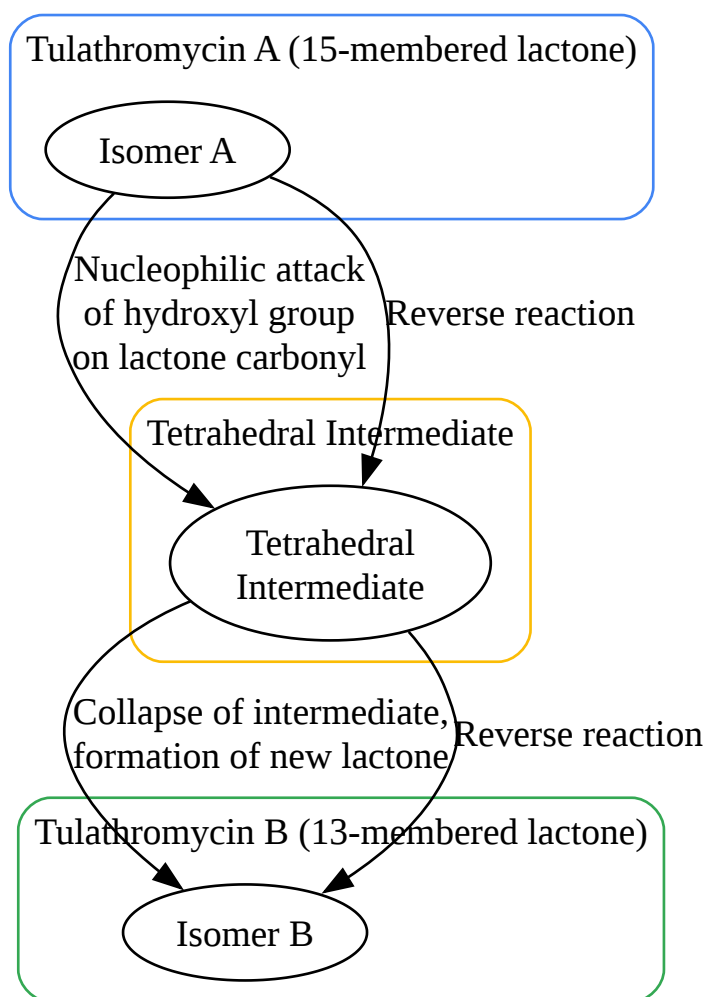 Tulathromycin A (15-membered lactone)
Isomer A
Nucleophilic attack
of hydroxyl group
on lactone carbonyl
Reverse reaction
Tetrahedral Intermediate
Tetrahedral
Intermediate
Collapse of intermediate,
formation of new lactone
Reverse reaction
Tulathromycin B (13-membered lactone)
Isomer B